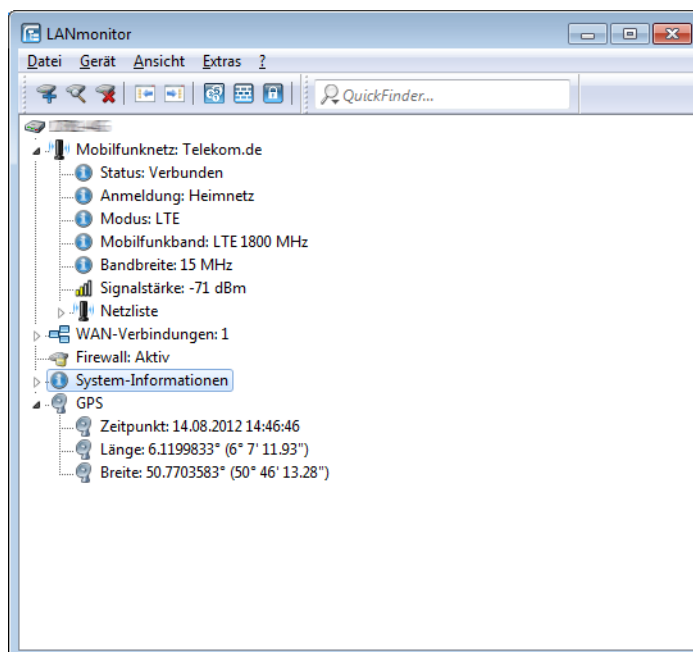 LANmonitor
Datei Gerät Ansicht Extras ?
QuickFinder...
Mobilfunknetz: Telekom.de
Status: Verbunden
Anmeldung: Heimnetz
Modus: LTE
Mobilfunkband: LTE 1800 MHz
Bandbreite: 15 MHz
Signalstärke: -71 dBm
Netzliste
WAN-Verbindungen: 1
Firewall: Aktiv
System-Informationen
GPS
Zeitpunkt: 14.08.2012 14:46:46
Länge: 6.1199833° (6° 7' 11.93")
Breite: 50.7703583° (50° 46' 13.28")